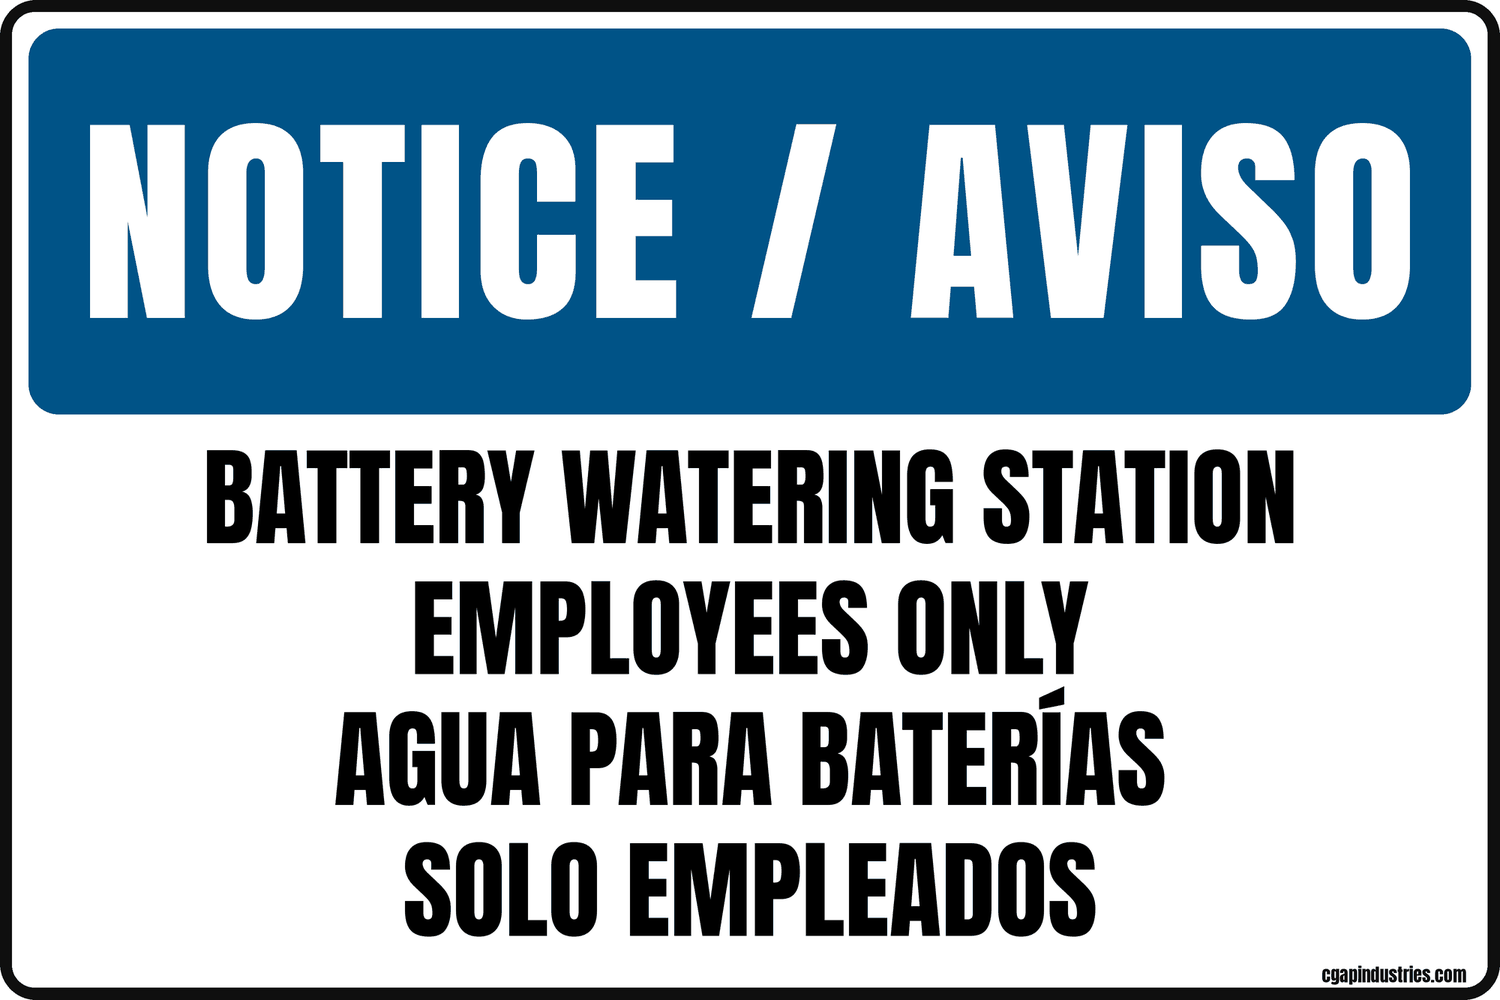 NOTICE / AVISO
BATTERY WATERING STATION
EMPLOYEES ONLY
AGUA PARA BATERÍAS
SOLO EMPLEADOS
cgapindustries.com